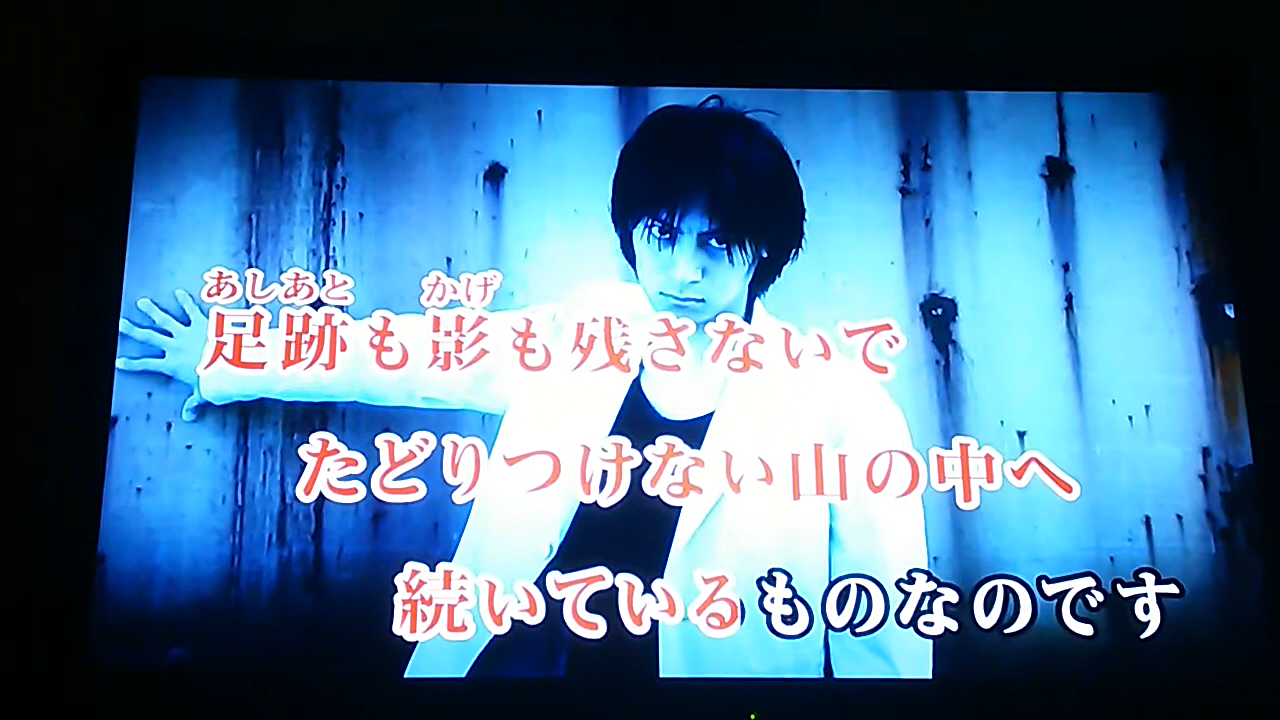 あしあと かげ
足跡も影も残さないで
たどりつけない山の中へ
続いているものなのです